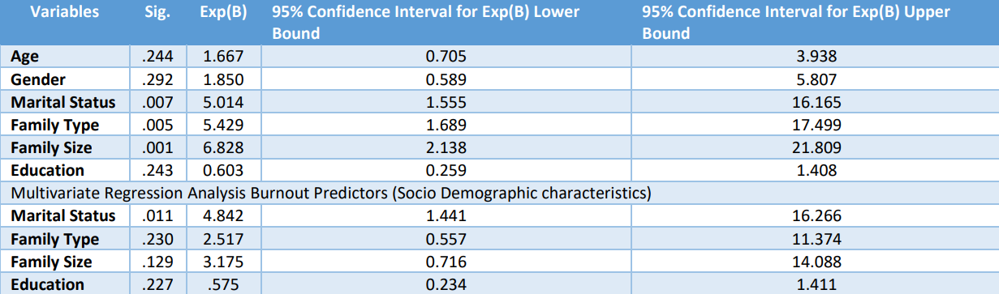 Variables Sig. Exp(B) 95% Confidence Interval for Exp(B) Lower Bound 95% Confidence Interval for Exp(B) Upper Bound
Age .244 1.667 0.705 3.938
Gender .292 1.850 0.589 5.807
Marital Status .007 5.014 1.555 16.165
Family Type .005 5.429 1.689 17.499
Family Size .001 6.828 2.138 21.809
Education .243 0.603 0.259 1.408
Multivariate Regression Analysis Burnout Predictors (Socio Demographic characteristics)
Marital Status .011 4.842 1.441 16.266
Family Type .230 2.517 0.557 11.374
Family Size .129 3.175 0.716 14.088
Education .227 .575 0.234 1.411